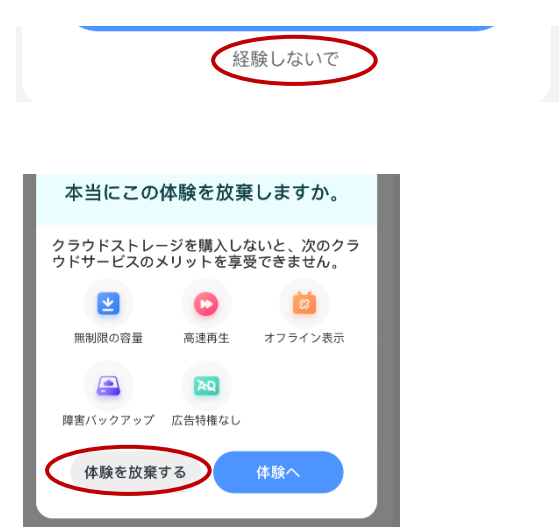 経験しないで
本当にこの体験を放棄しますか。
クラウドストレージを購入しないと、次のクラ
ウドサービスのメリットを享受できません。
無制限の容量 高速再生 オフライン表示
障害バックアップ 広告特権なし
体験を放棄する 体験へ